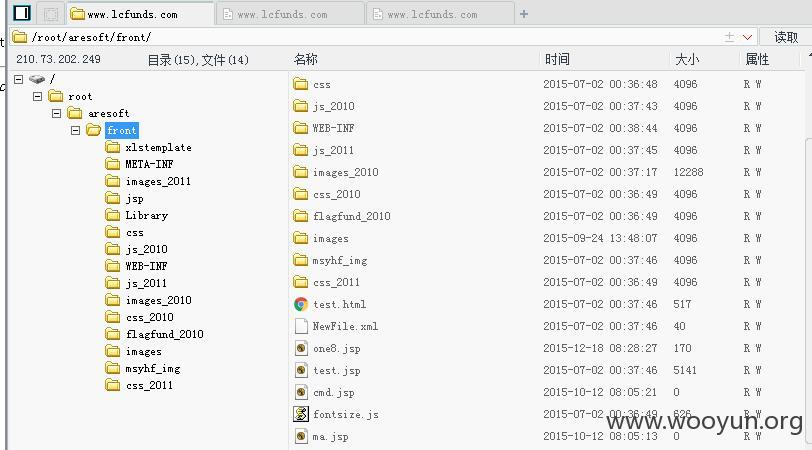 www.lcfunds.com www.lcfunds.com www.lcfunds.com +
/root/aresoft/front/ 读取
210.73.202.249 目录(15),文件(14) 名称 时间 大小 属性
/
root
aresoft
front
xlstemplate
META-INF
images_2011
jsp
Library
css
js_2010
WEB-INF
js_2011
images_2010
css_2010
flagfund_2010
images
msyhf_img
css_2011
css 2015-07-02 00:36:48 4096 R W
js_2010 2015-07-02 00:37:43 4096 R W
WEB-INF 2015-07-02 00:38:44 4096 R W
js_2011 2015-07-02 00:37:45 4096 R W
images_2010 2015-07-02 00:37:17 12288 R W
css_2010 2015-07-02 00:36:49 4096 R W
flagfund_2010 2015-07-02 00:36:49 4096 R W
images 2015-09-24 13:48:07 4096 R W
msyhf_img 2015-07-02 00:37:46 4096 R W
css_2011 2015-07-02 00:36:49 4096 R W
test.html 2015-07-02 00:37:46 517 R W
NewFile.xml 2015-07-02 00:37:46 40 R W
one8.jsp 2015-12-18 08:28:27 170 R W
test.jsp 2015-07-02 00:37:46 5141 R W
cmd.jsp 2015-10-12 08:05:21 0 R W
fontsize.js 2015-07-02 00:36:49 626 R W
ma.jsp 2015-10-12 08:05:13 0 R W
www.wooyun.org